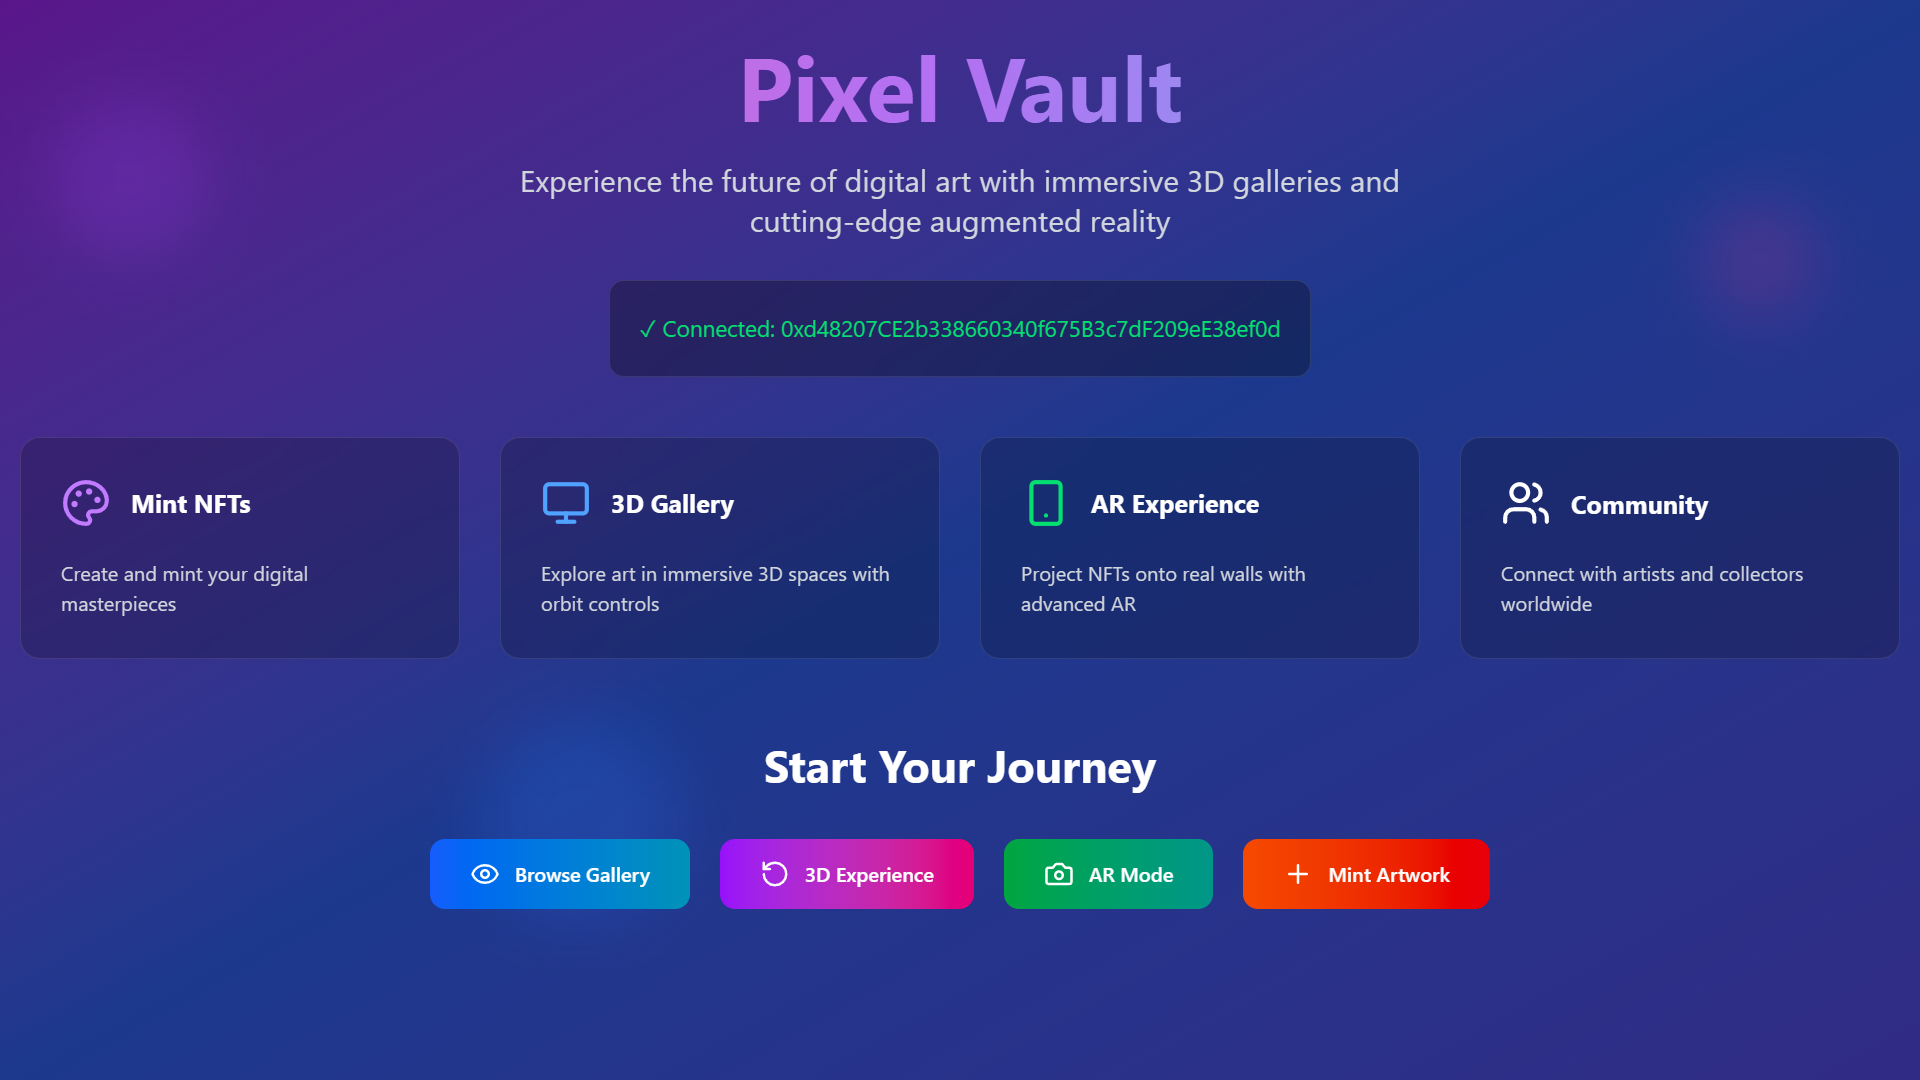 Pixel Vault
Experience the future of digital art with immersive 3D galleries and
cutting-edge augmented reality
✓ Connected: 0xd48207CE2b338660340f675B3c7dF209eE38ef0d
Mint NFTs
Create and mint your digital
masterpieces
3D Gallery
Explore art in immersive 3D spaces with
orbit controls
AR Experience
Project NFTs onto real walls with
advanced AR
Community
Connect with artists and collectors
worldwide
Start Your Journey
Browse Gallery
3D Experience
AR Mode
Mint Artwork